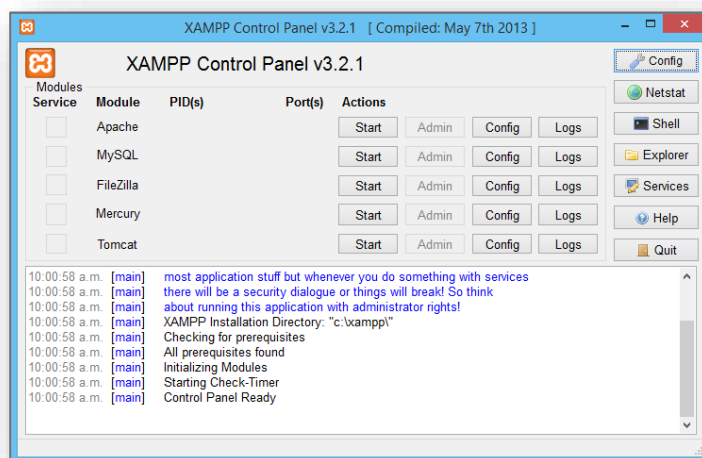 XAMPP Control Panel v3.2.1 [ Compiled: May 7th 2013 ]
XAMPP Control Panel v3.2.1
Config
Netstat
Shell
Explorer
Services
Help
Quit
Modules
Service Module PID(s) Port(s) Actions
Apache Start Admin Config Logs
MySQL Start Admin Config Logs
FileZilla Start Admin Config Logs
Mercury Start Admin Config Logs
Tomcat Start Admin Config Logs
10:00:58 a.m. [main] most application stuff but whenever you do something with services
10:00:58 a.m. [main] there will be a security dialogue or things will break! So think
10:00:58 a.m. [main] about running this application with administrator rights!
10:00:58 a.m. [main] XAMPP Installation Directory: "c:\xampp\"
10:00:58 a.m. [main] Checking for prerequisites
10:00:58 a.m. [main] All prerequisites found
10:00:58 a.m. [main] Initializing Modules
10:00:58 a.m. [main] Starting Check-Timer
10:00:58 a.m. [main] Control Panel Ready